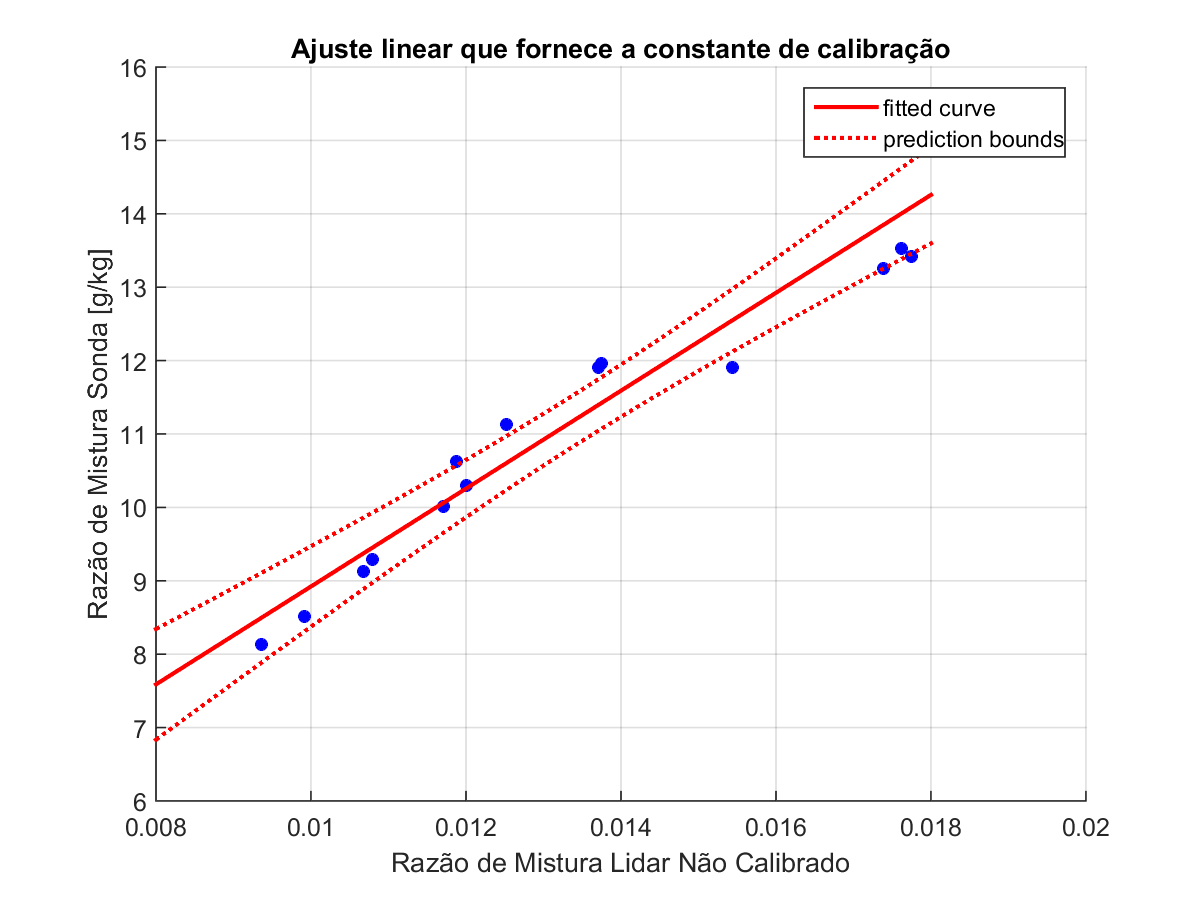 Ajuste linear que fornece a constante de calibração
fitted curve
prediction bounds
Razão de Mistura Sonda [g/kg]
16
15
14
13
12
11
10
9
8
7
6
0.008 0.01 0.012 0.014 0.016 0.018 0.02
Razão de Mistura Lidar Não Calibrado